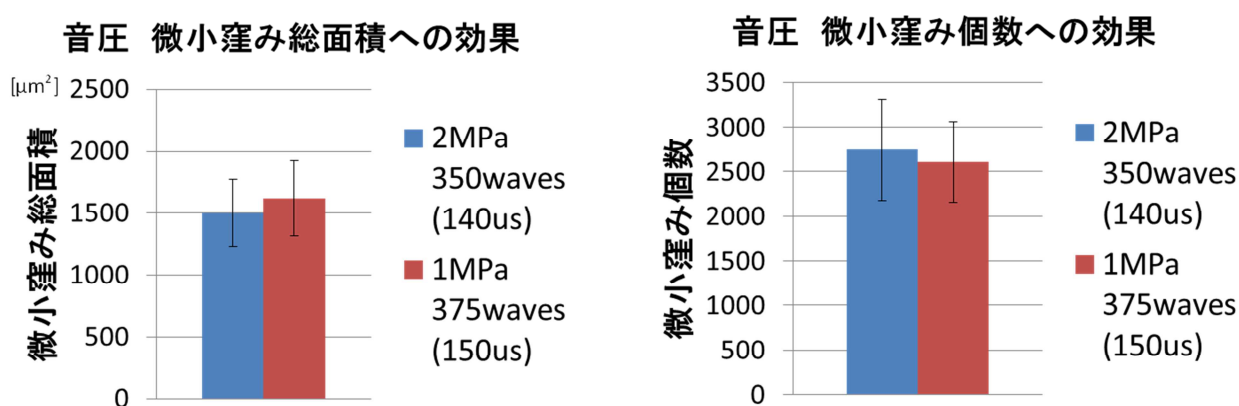 音圧 微小窪み総面積への効果
[μm²]
2500
2000
1500
1000
500
0
微小窪み総面積
2MPa
350waves
(140us)
1MPa
375waves
(150us)
音圧 微小窪み個数への効果
3500
3000
2500
2000
1500
1000
500
0
微小窪み個数
2MPa
350waves
(140us)
1MPa
375waves
(150us)